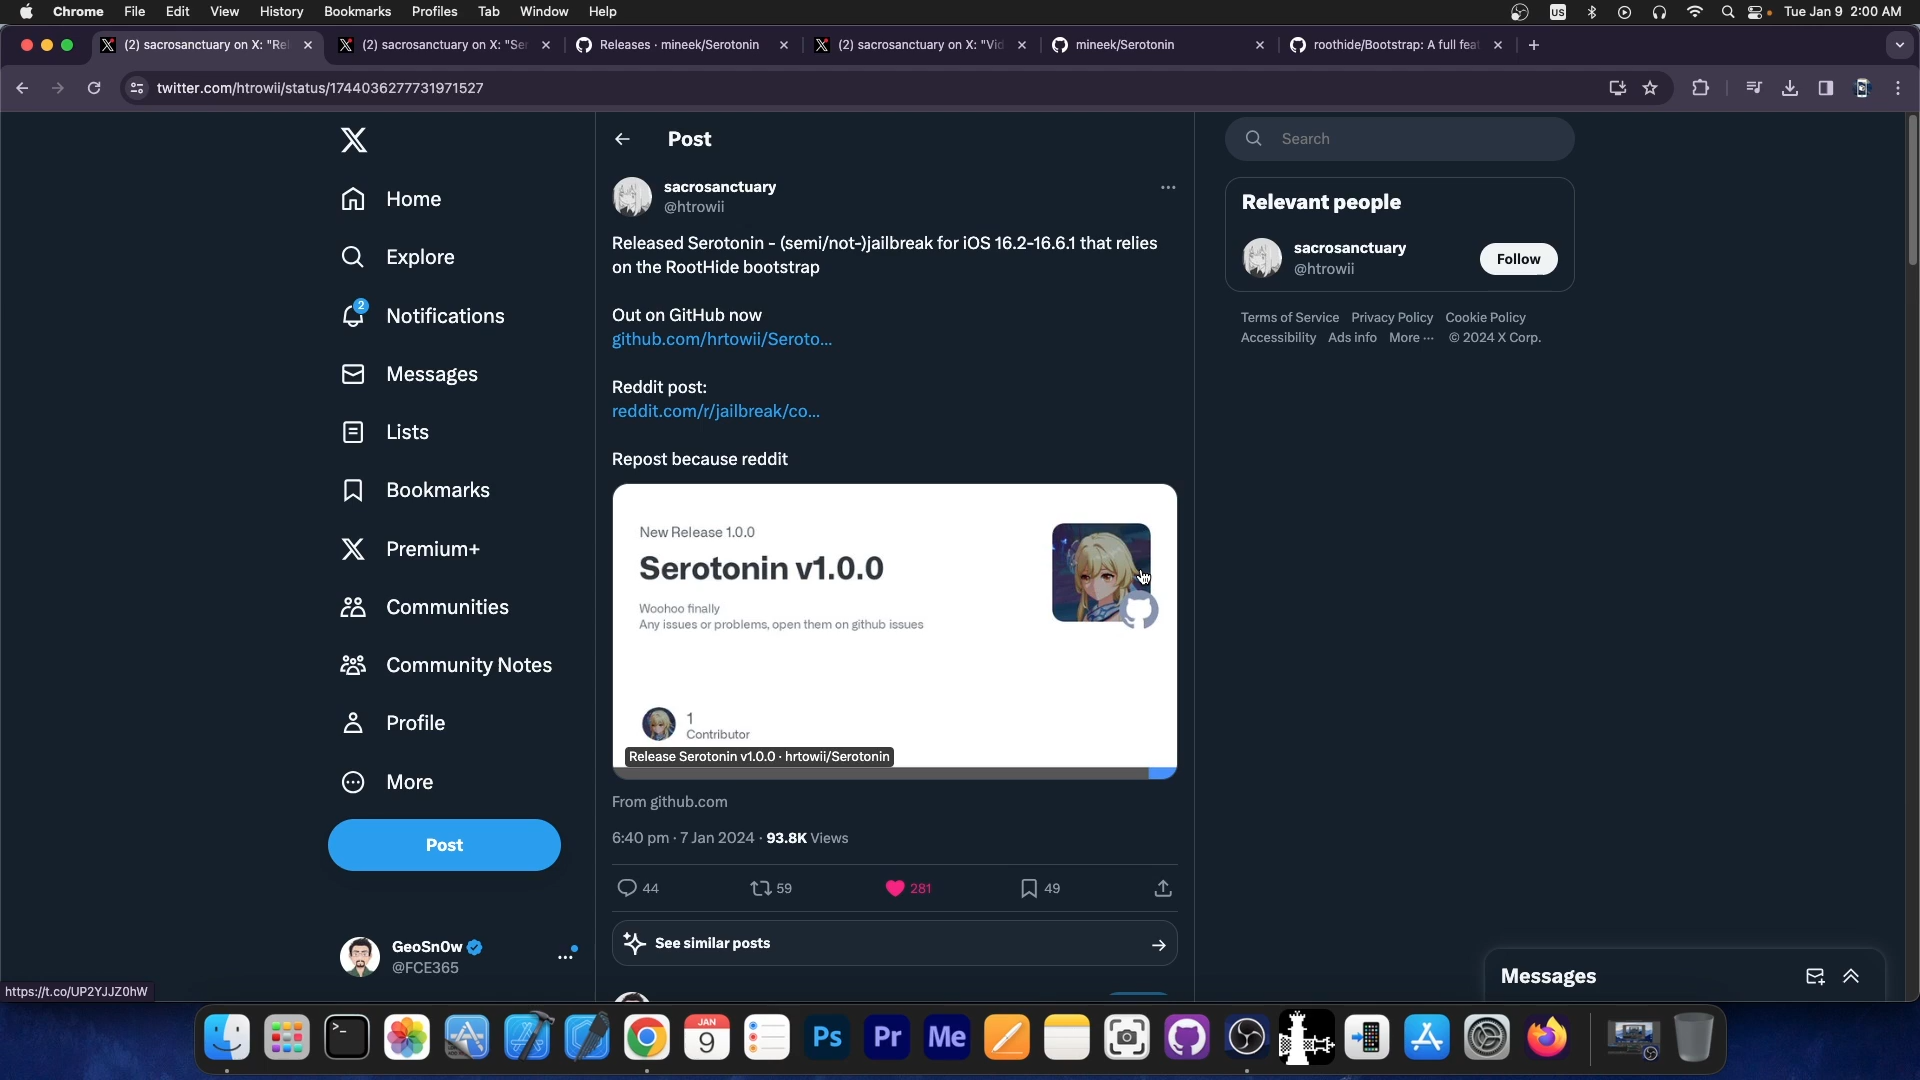 Chrome File Edit View History Bookmarks Profiles Tab Window Help
US
Tue Jan 9 2:00 AM
(2) sacrosanctuary on X: "Rel
(2) sacrosanctuary on X: "Ser
Releases · mineek/Serotonin
(2) sacrosanctuary on X: "Vid
mineek/Serotonin
roothide/Bootstrap: A full feat
twitter.com/htrowii/status/1744036277731971527
Home
Explore
2
Notifications
Messages
Lists
Bookmarks
Premium+
Communities
Community Notes
Profile
More
Post
GeoSn0w
@FCE365
https://t.co/UP2YJJZ0hW
Post
sacrosanctuary
@htrowii
Released Serotonin - (semi/not-)jailbreak for iOS 16.2-16.6.1 that relies
on the RootHide bootstrap
Out on GitHub now
github.com/hrtowii/Seroto...
Reddit post:
reddit.com/r/jailbreak/co...
Repost because reddit
New Release 1.0.0
Serotonin v1.0.0
Woohoo finally
Any issues or problems, open them on github issues
1
Contributor
Release Serotonin v1.0.0 · hrtowii/Serotonin
From github.com
6:40 pm · 7 Jan 2024 · 93.8K Views
44
59
281
49
See similar posts
Search
Relevant people
sacrosanctuary
@htrowii
Follow
Terms of Service Privacy Policy Cookie Policy
Accessibility Ads info More ··· © 2024 X Corp.
Messages
JAN
9
Ps
Pr
Me